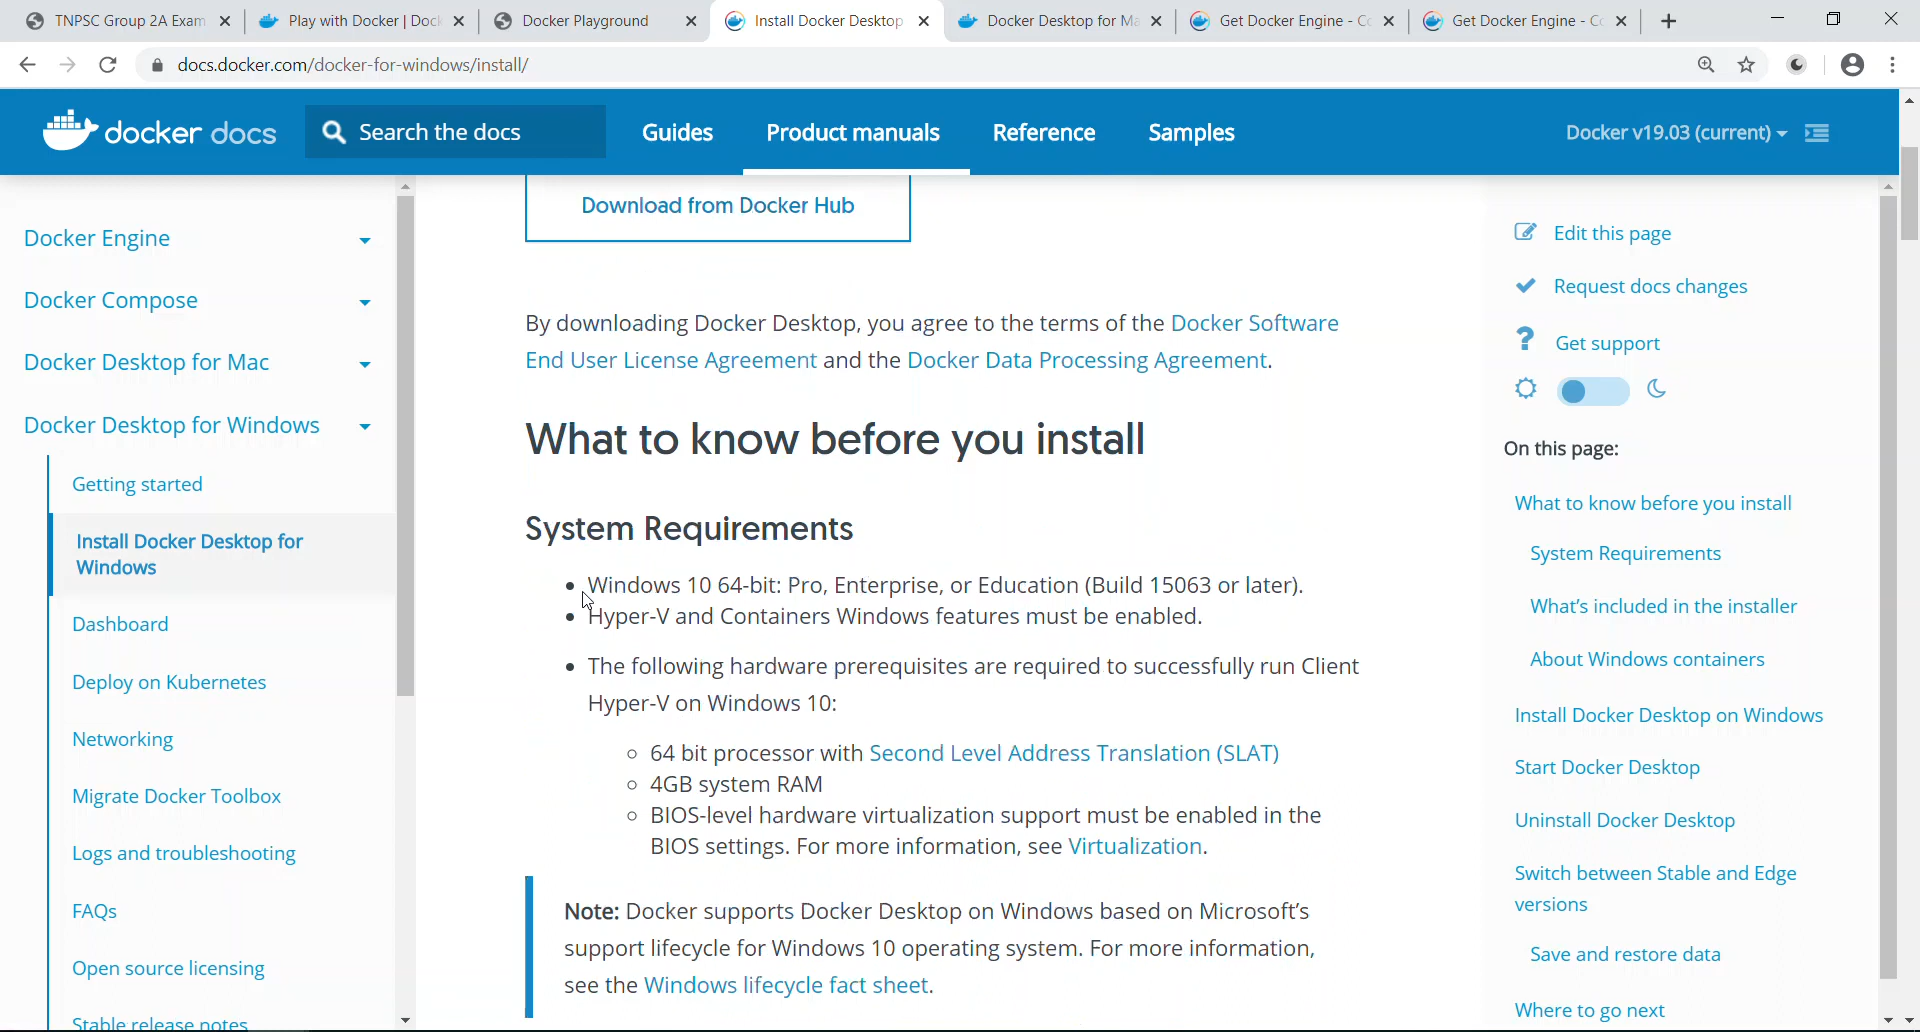 TNPSC Group 2A Exam
Play with Docker | Doc
Docker Playground
Install Docker Desktop
Docker Desktop for Ma
Get Docker Engine - C
Get Docker Engine - C
docs.docker.com/docker-for-windows/install/
docker docs
Search the docs
Guides
Product manuals
Reference
Samples
Docker v19.03 (current)
Docker Engine
Docker Compose
Docker Desktop for Mac
Docker Desktop for Windows
Getting started
Install Docker Desktop for
Windows
Dashboard
Deploy on Kubernetes
Networking
Migrate Docker Toolbox
Logs and troubleshooting
FAQs
Open source licensing
Stable release notes
Download from Docker Hub
By downloading Docker Desktop, you agree to the terms of the Docker Software
End User License Agreement and the Docker Data Processing Agreement.
What to know before you install
System Requirements
Windows 10 64-bit: Pro, Enterprise, or Education (Build 15063 or later).
Hyper-V and Containers Windows features must be enabled.
The following hardware prerequisites are required to successfully run Client
Hyper-V on Windows 10:
64 bit processor with Second Level Address Translation (SLAT)
4GB system RAM
BIOS-level hardware virtualization support must be enabled in the
BIOS settings. For more information, see Virtualization.
Note: Docker supports Docker Desktop on Windows based on Microsoft's
support lifecycle for Windows 10 operating system. For more information,
see the Windows lifecycle fact sheet.
Edit this page
Request docs changes
Get support
On this page:
What to know before you install
System Requirements
What's included in the installer
About Windows containers
Install Docker Desktop on Windows
Start Docker Desktop
Uninstall Docker Desktop
Switch between Stable and Edge
versions
Save and restore data
Where to go next